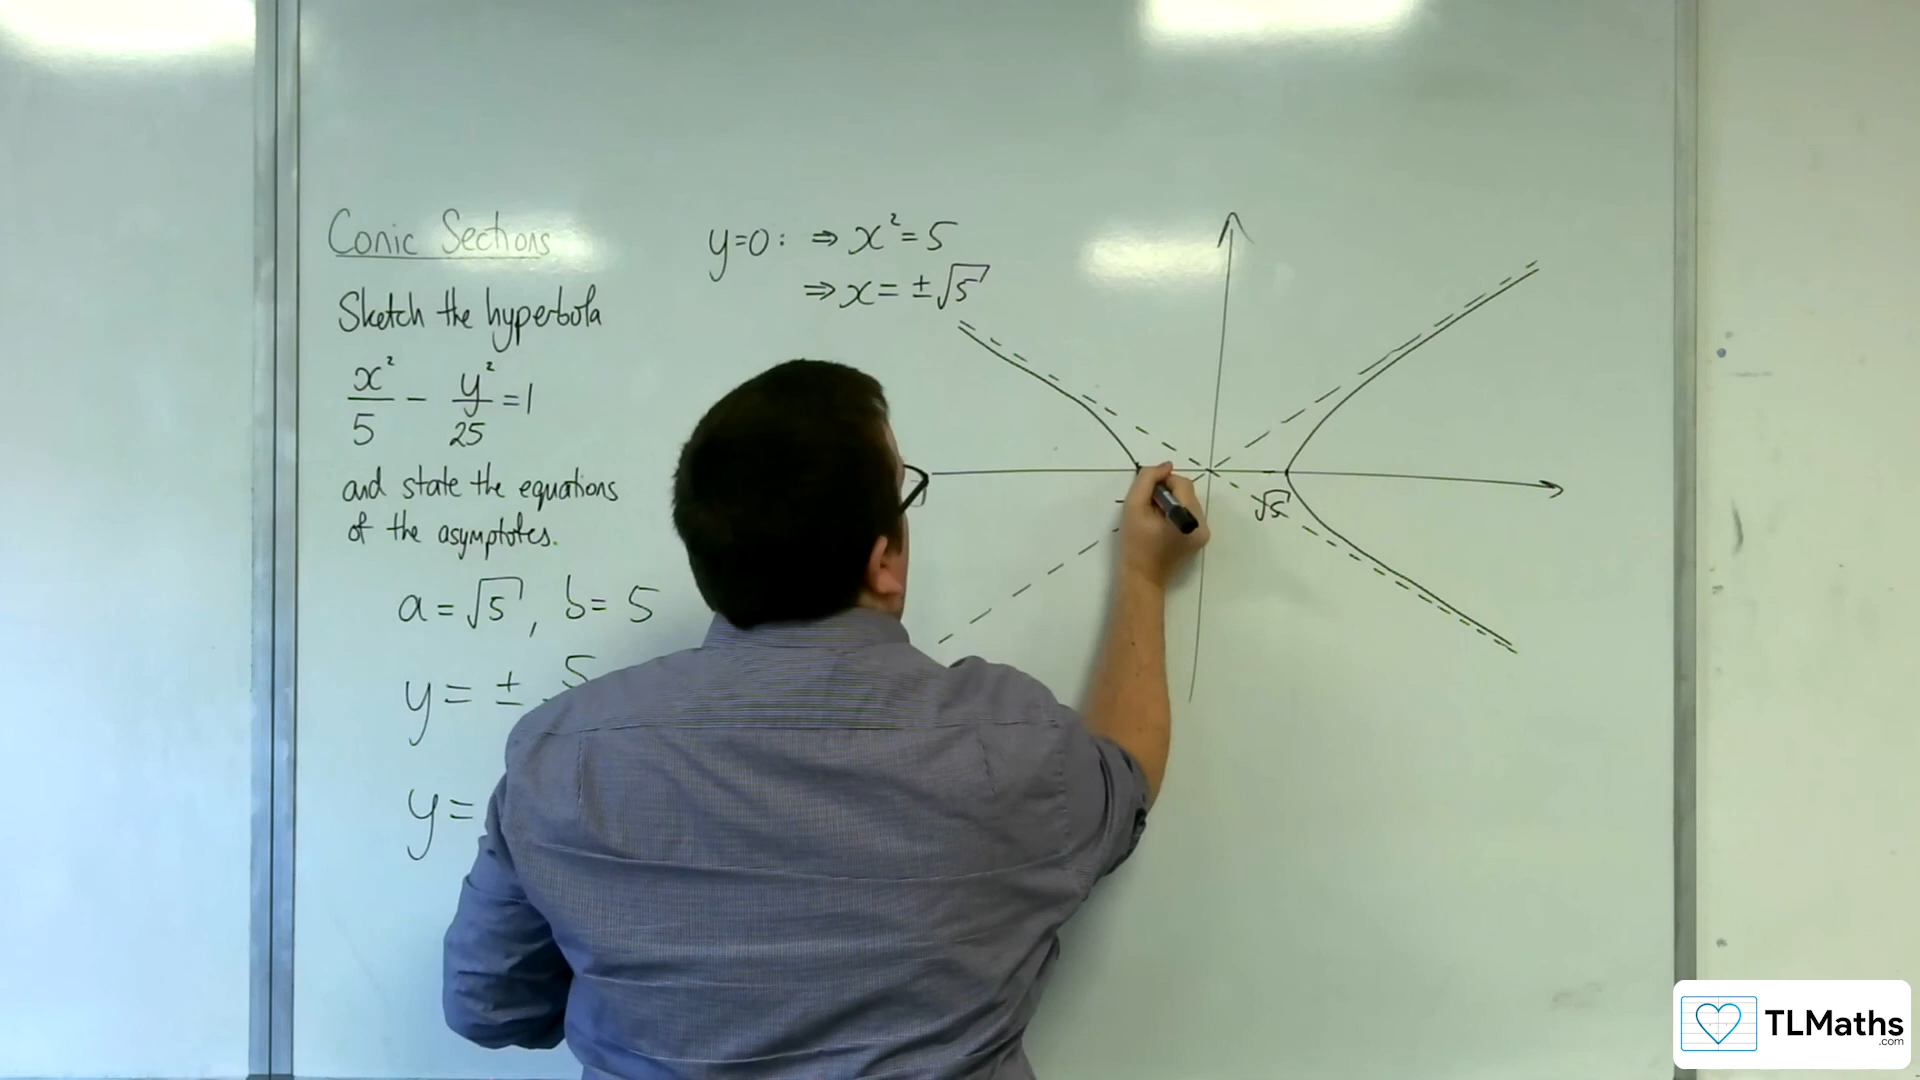 Conic Sections
Sketch the hyperbola
x²/5 - y²/25 = 1
and state the equations
of the asymptotes.
a = √5, b = 5
y = ± 5
y =
y=0: ⇒ x² = 5
⇒ x = ±√5
√5
TLMaths
.com